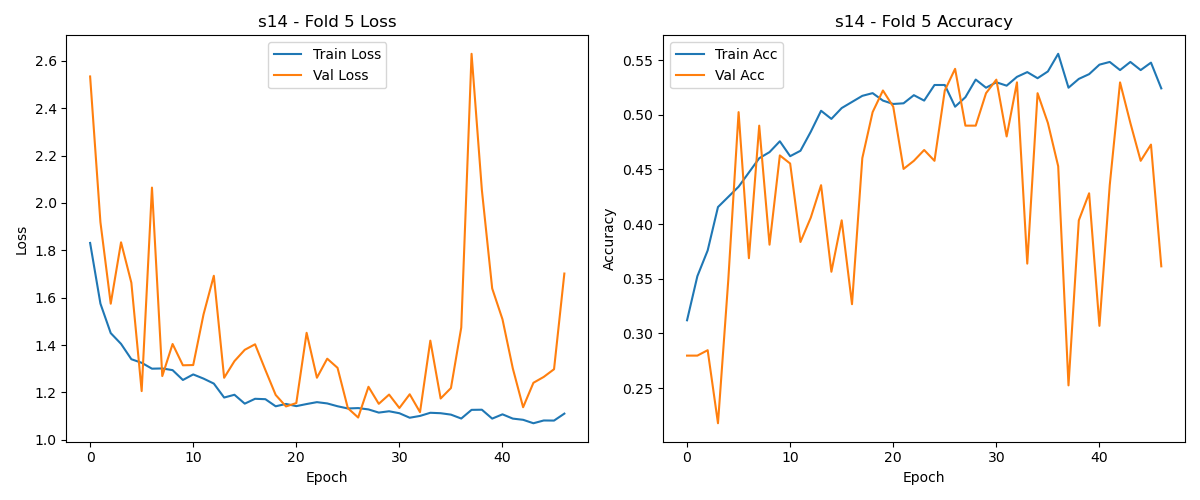 s14 - Fold 5 Loss
Train Loss
Val Loss
Loss
2.6
2.4
2.2
2.0
1.8
1.6
1.4
1.2
1.0
0 10 20 30 40
Epoch
s14 - Fold 5 Accuracy
Train Acc
Val Acc
Accuracy
0.55
0.50
0.45
0.40
0.35
0.30
0.25
0 10 20 30 40
Epoch